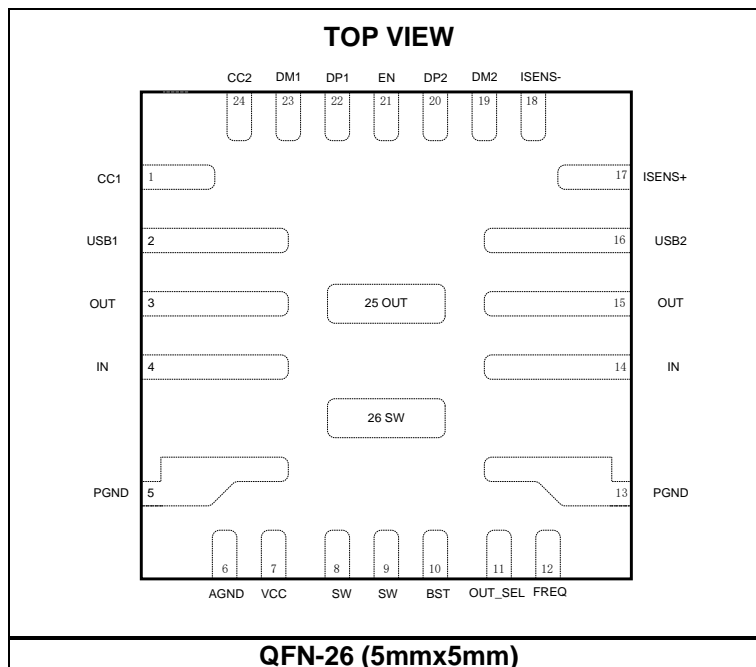 TOP VIEW
CC2 DM1 DP1 EN DP2 DM2 ISENS-
24 23 22 21 20 19 18
CC1 1 17 ISENS+
USB1 2 16 USB2
OUT 3 25 OUT 15 OUT
IN 4 14 IN
26 SW
PGND 5 13 PGND
6 7 8 9 10 11 12
AGND VCC SW SW BST OUT_SEL FREQ
QFN-26 (5mmx5mm)